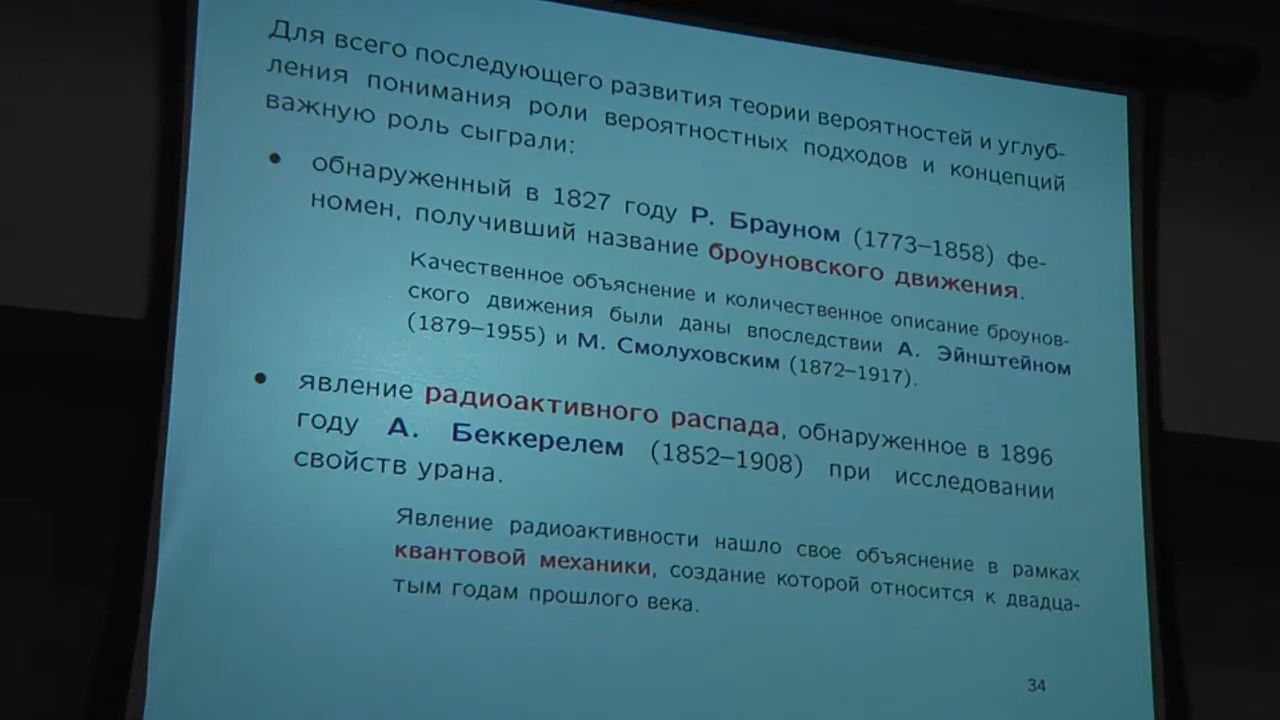 Для всего последующего развития теории вероятностей и углуб-
ления понимания роли вероятностных подходов и концепций
важную роль сыграли:
• обнаруженный в 1827 году Р. Брауном (1773–1858) фе-
номен, получивший название броуновского движения.
Качественное объяснение и количественное описание броунов-
ского движения были даны впоследствии А. Эйнштейном
(1879–1955) и М. Смолуховским (1872–1917).
• явление радиоактивного распада, обнаруженное в 1896
году А. Беккерелем (1852–1908) при исследовании
свойств урана.
Явление радиоактивности нашло свое объяснение в рамках
квантовой механики, создание которой относится к двадца-
тым годам прошлого века.
34